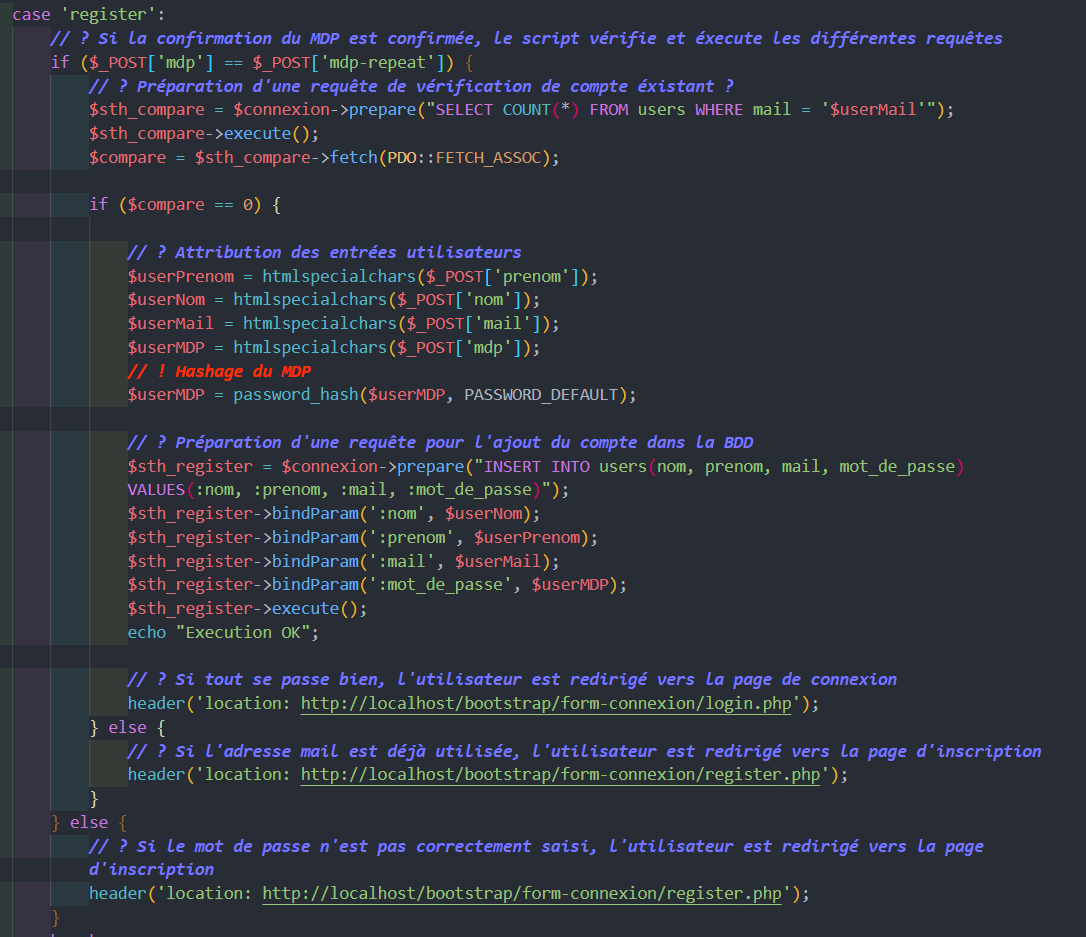 case 'register':
// ? Si la confirmation du MDP est confirmée, le script vérifie et éxecute les différentes requêtes
if ($_POST['mdp'] == $_POST['mdp-repeat']) {
// ? Préparation d'une requête de vérification de compte éxistant ?
$sth_compare = $connexion->prepare("SELECT COUNT(*) FROM users WHERE mail = '$userMail'");
$sth_compare->execute();
$compare = $sth_compare->fetch(PDO::FETCH_ASSOC);
if ($compare == 0) {
// ? Attribution des entrées utilisateurs
$userPrenom = htmlspecialchars($_POST['prenom']);
$userNom = htmlspecialchars($_POST['nom']);
$userMail = htmlspecialchars($_POST['mail']);
$userMDP = htmlspecialchars($_POST['mdp']);
// ! Hashage du MDP
$userMDP = password_hash($userMDP, PASSWORD_DEFAULT);
// ? Préparation d'une requête pour l'ajout du compte dans la BDD
$sth_register = $connexion->prepare("INSERT INTO users(nom, prenom, mail, mot_de_passe)
VALUES(:nom, :prenom, :mail, :mot_de_passe)");
$sth_register->bindParam(':nom', $userNom);
$sth_register->bindParam(':prenom', $userPrenom);
$sth_register->bindParam(':mail', $userMail);
$sth_register->bindParam(':mot_de_passe', $userMDP);
$sth_register->execute();
echo "Execution OK";
// ? Si tout se passe bien, l'utilisateur est redirigé vers la page de connexion
header('location: http://localhost/bootstrap/form-connexion/login.php');
} else {
// ? Si l'adresse mail est déjà utilisée, l'utilisateur est redirigé vers la page d'inscription
header('location: http://localhost/bootstrap/form-connexion/register.php');
}
} else {
// ? Si le mot de passe n'est pas correctement saisi, l'utilisateur est redirigé vers la page
d'inscription
header('location: http://localhost/bootstrap/form-connexion/register.php');
}